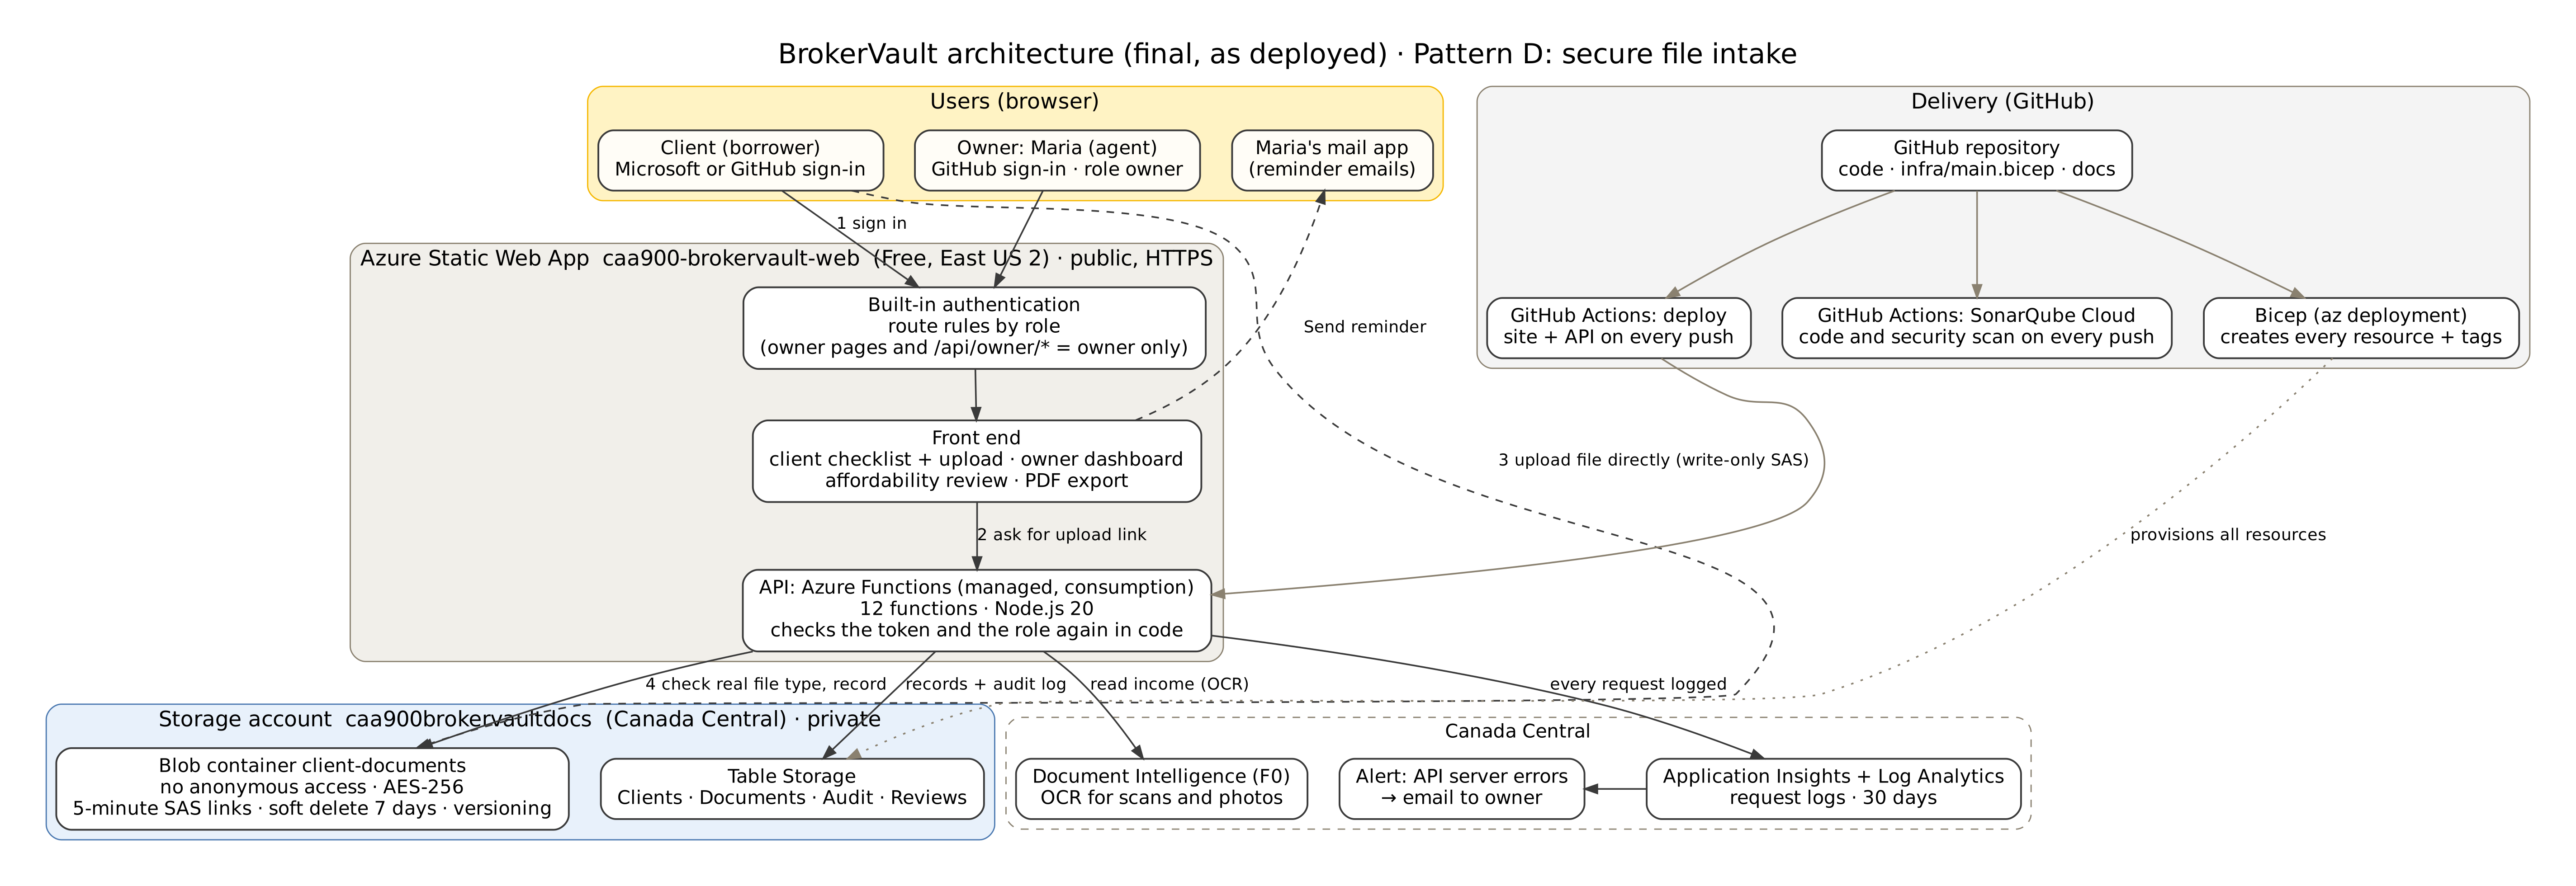 BrokerVault architecture (final, as deployed) · Pattern D: secure file intake
Users (browser)
Client (borrower)
Microsoft or GitHub sign-in
Owner: Maria (agent)
GitHub sign-in · role owner
Maria's mail app
(reminder emails)
Delivery (GitHub)
GitHub repository
code · infra/main.bicep · docs
GitHub Actions: deploy
site + API on every push
GitHub Actions: SonarQube Cloud
code and security scan on every push
Bicep (az deployment)
creates every resource + tags
1 sign in
Azure Static Web App  caa900-brokervault-web  (Free, East US 2) · public, HTTPS
Built-in authentication
route rules by role
(owner pages and /api/owner/* = owner only)
Send reminder
Front end
client checklist + upload · owner dashboard
affordability review · PDF export
3 upload file directly (write-only SAS)
2 ask for upload link
provisions all resources
API: Azure Functions (managed, consumption)
12 functions · Node.js 20
checks the token and the role again in code
4 check real file type, record
records + audit log
read income (OCR)
every request logged
Storage account  caa900brokervaultdocs  (Canada Central) · private
Blob container client-documents
no anonymous access · AES-256
5-minute SAS links · soft delete 7 days · versioning
Table Storage
Clients · Documents · Audit · Reviews
Canada Central
Document Intelligence (F0)
OCR for scans and photos
Alert: API server errors
→ email to owner
Application Insights + Log Analytics
request logs · 30 days